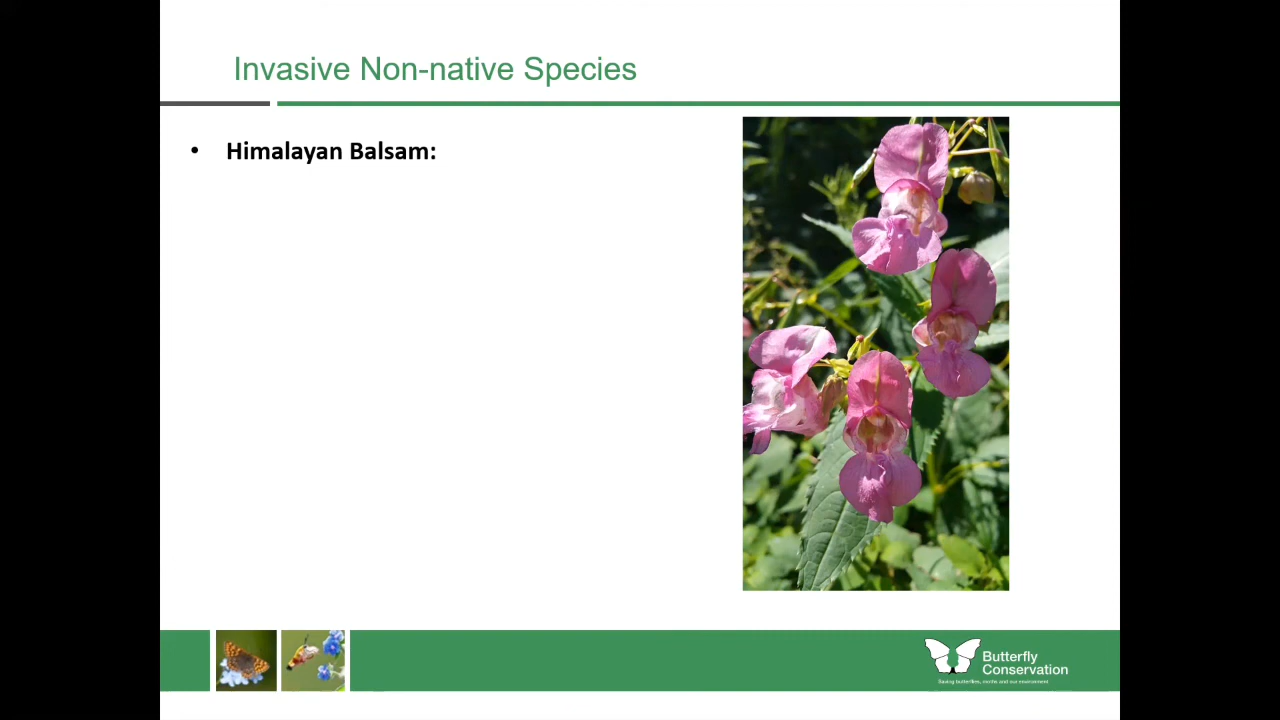 Invasive Non-native Species
• Himalayan Balsam:
Butterfly
Conservation
Saving butterflies, moths and our environment